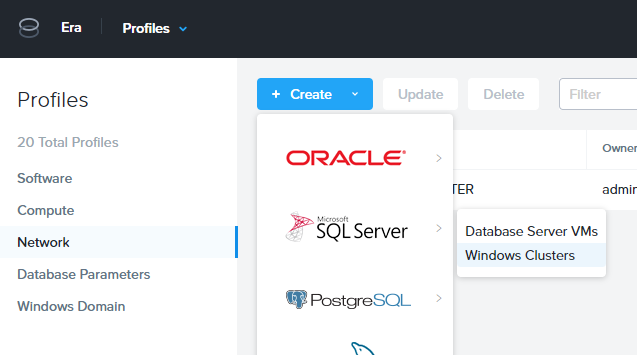 Era
Profiles
Profiles
20 Total Profiles
Software
Compute
Network
Database Parameters
Windows Domain
+ Create
Update
Delete
Filter
Owner
TER
admin
ORACLE
Microsoft
SQL Server
PostgreSQL
Database Server VMs
Windows Clusters